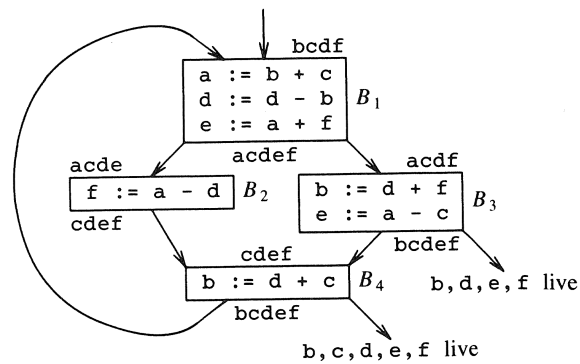 bcdf
a := b + c
d := d - b
e := a + f
B1
acdef
acde
f := a - d
B2
cdef
acdf
b := d + f
e := a - c
B3
bcdef
b,d,e,f live
cdef
b := d + c
B4
bcdef
b,c,d,e,f live